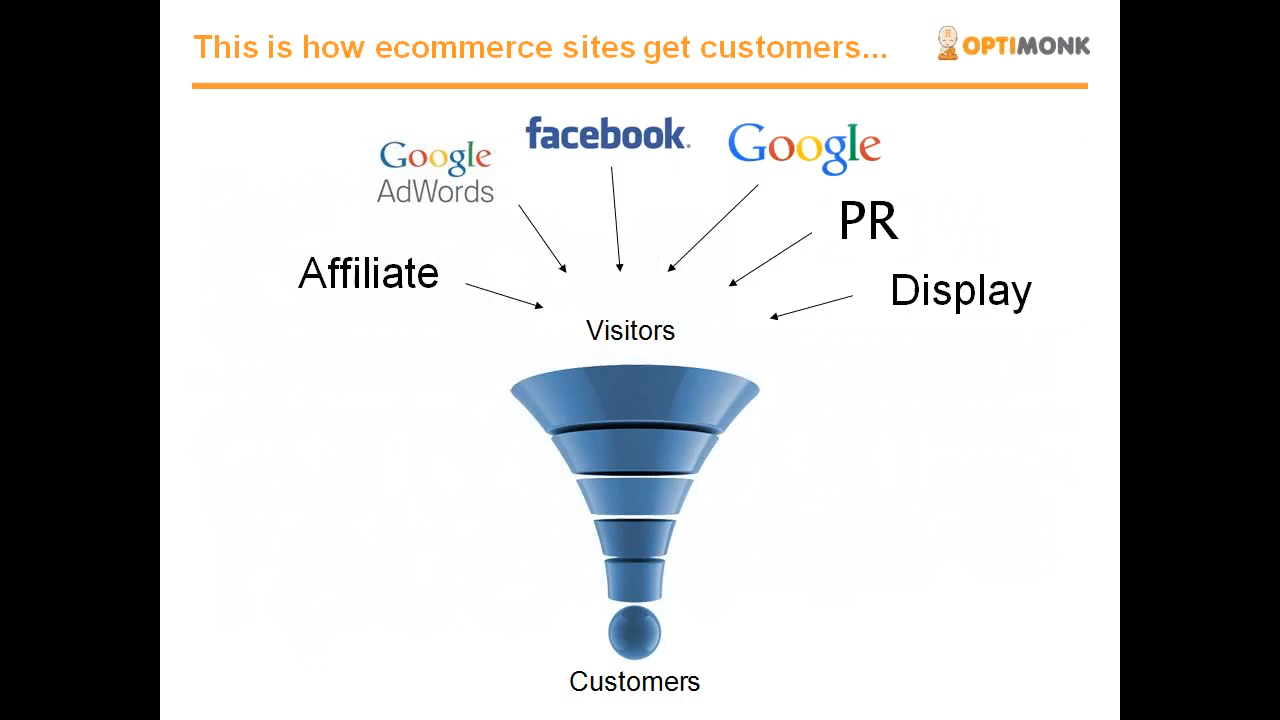 This is how ecommerce sites get customers...
OPTIMONK
facebook.
Google
Google
AdWords
PR
Affiliate
Display
Visitors
Customers